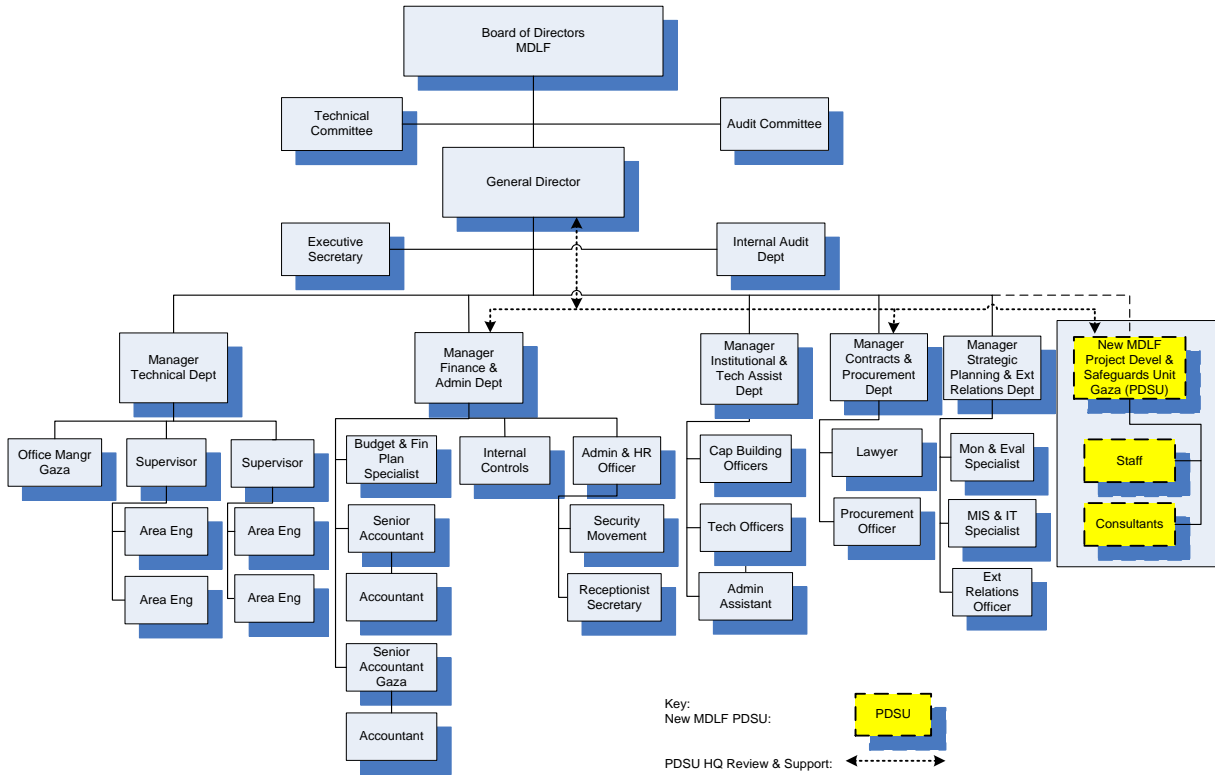 Board of Directors
MDLF
Technical
Committee
Audit Committee
General Director
Executive
Secretary
Internal Audit
Dept
Manager
Technical Dept
Manager
Finance &
Admin Dept
Manager
Institutional &
Tech Assist
Dept
Manager
Contracts &
Procurement
Dept
Manager
Strategic
Planning & Ext
Relations Dept
New MDLF
Project Devel &
Safeguards Unit
Gaza (PDSU)
Office Mangr
Gaza
Supervisor
Supervisor
Budget & Fin
Plan
Specialist
Internal
Controls
Admin & HR
Officer
Cap Building
Officers
Lawyer
Mon & Eval
Specialist
Staff
Area Eng
Area Eng
Senior
Accountant
Security
Movement
Tech Officers
Procurement
Officer
MIS & IT
Specialist
Consultants
Area Eng
Area Eng
Accountant
Receptionist
Secretary
Admin
Assistant
Ext
Relations
Officer
Senior
Accountant
Gaza
Accountant
Key:
New MDLF PDSU:
PDSU
PDSU HQ Review & Support: